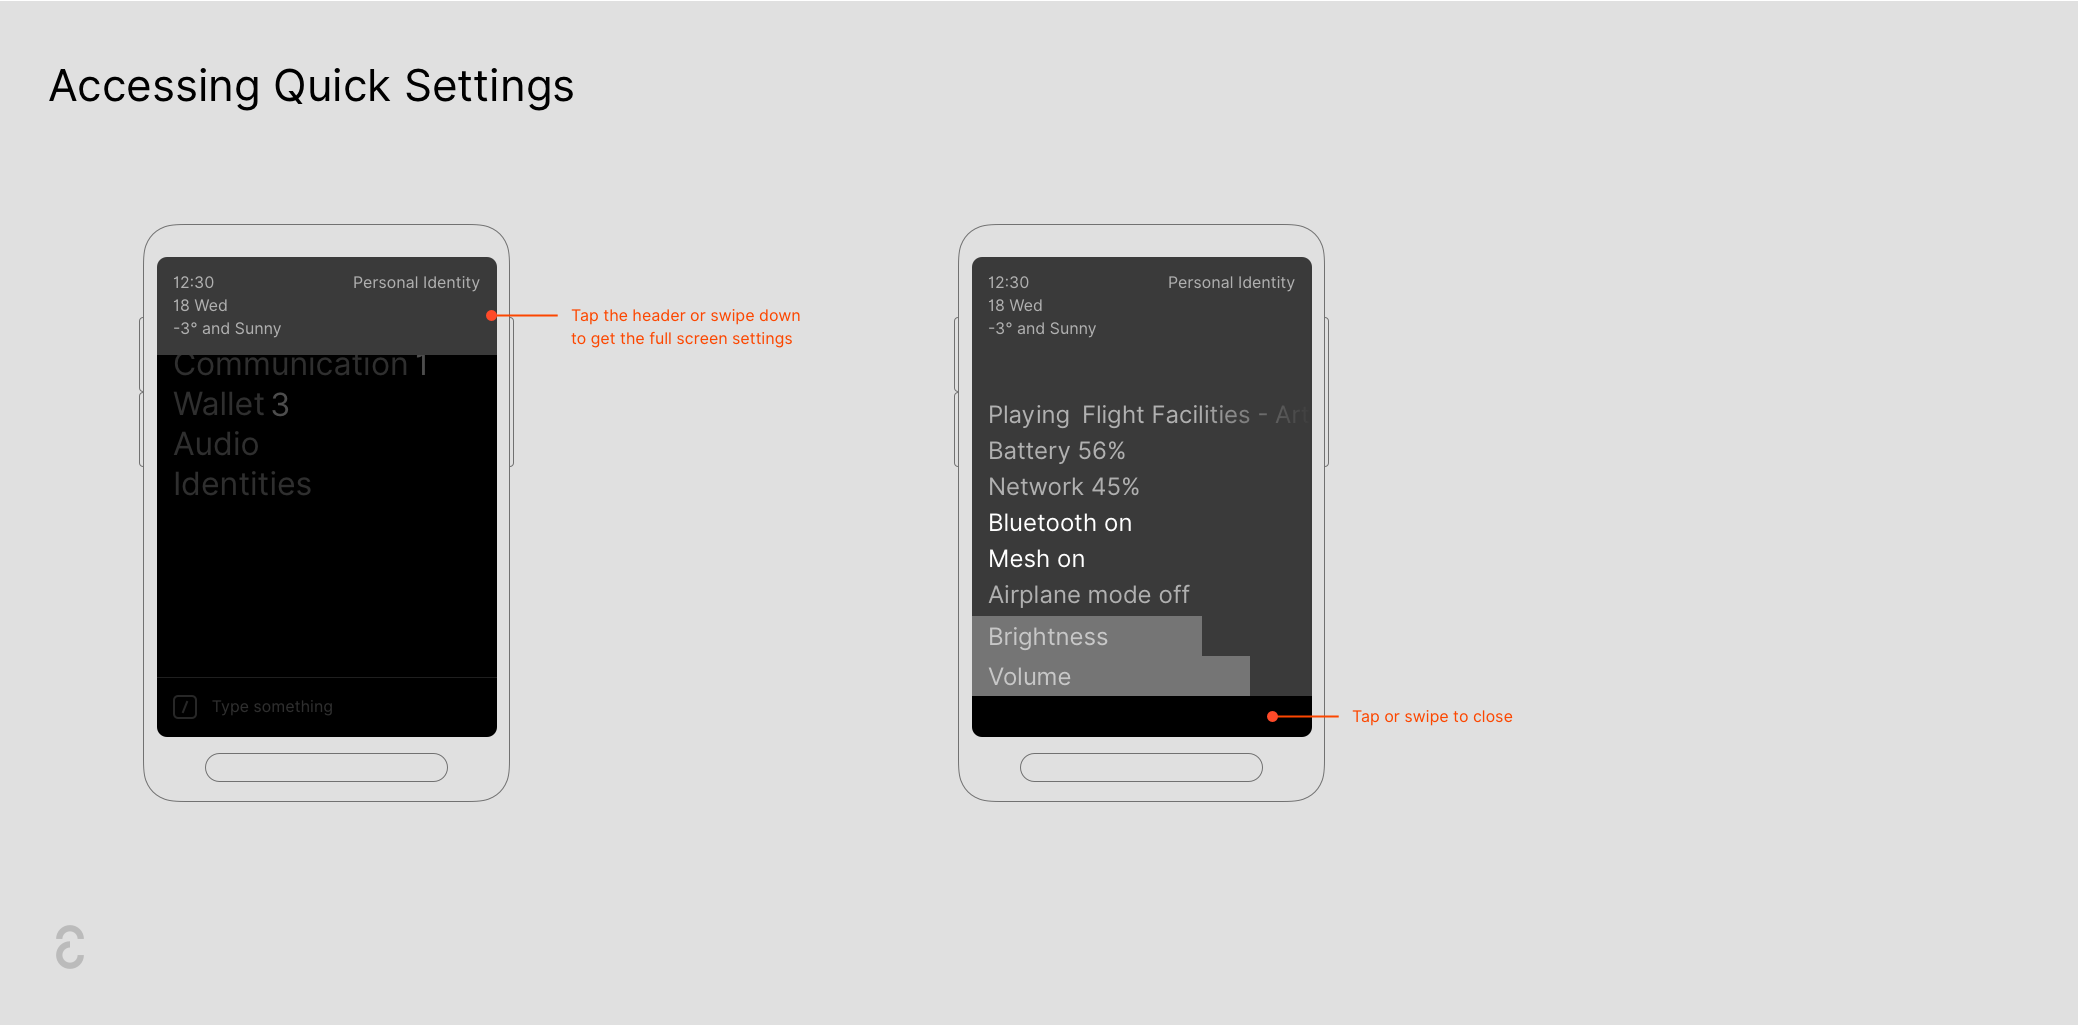 Accessing Quick Settings
12:30
Personal Identity
18 Wed
-3° and Sunny
Communication 1
Wallet 3
Audio
Identities
/ Type something
Tap the header or swipe down
to get the full screen settings
12:30
Personal Identity
18 Wed
-3° and Sunny
Playing Flight Facilities - Art
Battery 56%
Network 45%
Bluetooth on
Mesh on
Airplane mode off
Brightness
Volume
Tap or swipe to close